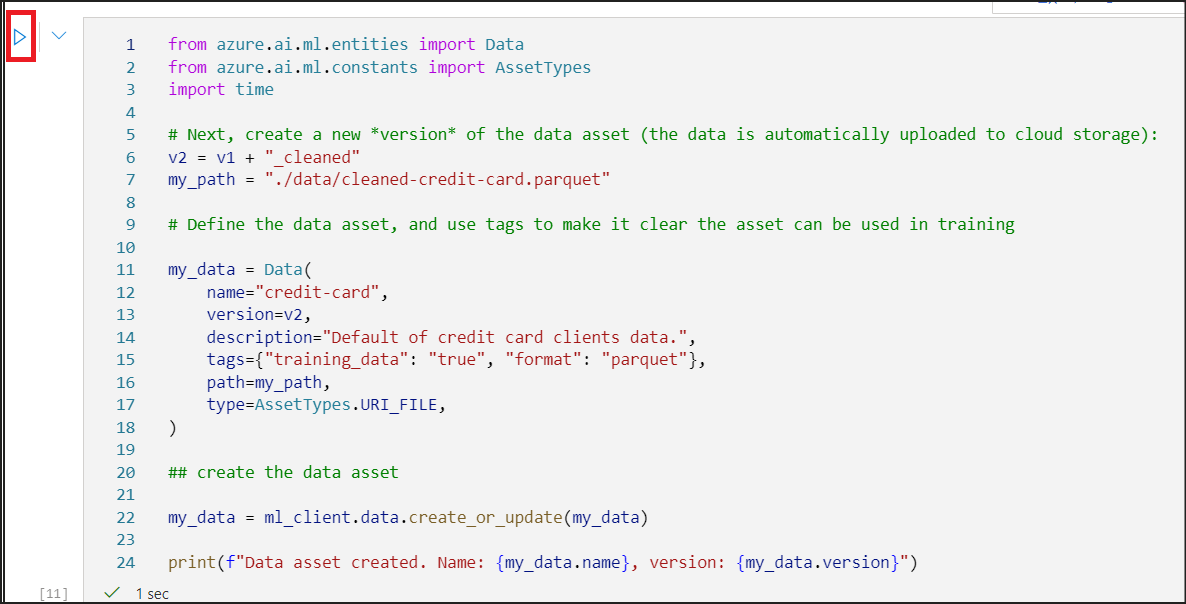 1 from azure.ai.ml.entities import Data
2 from azure.ai.ml.constants import AssetTypes
3 import time
4
5 # Next, create a new *version* of the data asset (the data is automatically uploaded to cloud storage):
6 v2 = v1 + "_cleaned"
7 my_path = "./data/cleaned-credit-card.parquet"
8
9 # Define the data asset, and use tags to make it clear the asset can be used in training
10
11 my_data = Data(
12     name="credit-card",
13     version=v2,
14     description="Default of credit card clients data.",
15     tags={"training_data": "true", "format": "parquet"},
16     path=my_path,
17     type=AssetTypes.URI_FILE,
18 )
19
20 ## create the data asset
21
22 my_data = ml_client.data.create_or_update(my_data)
23
24 print(f"Data asset created. Name: {my_data.name}, version: {my_data.version}")
[11] ✓ 1 sec